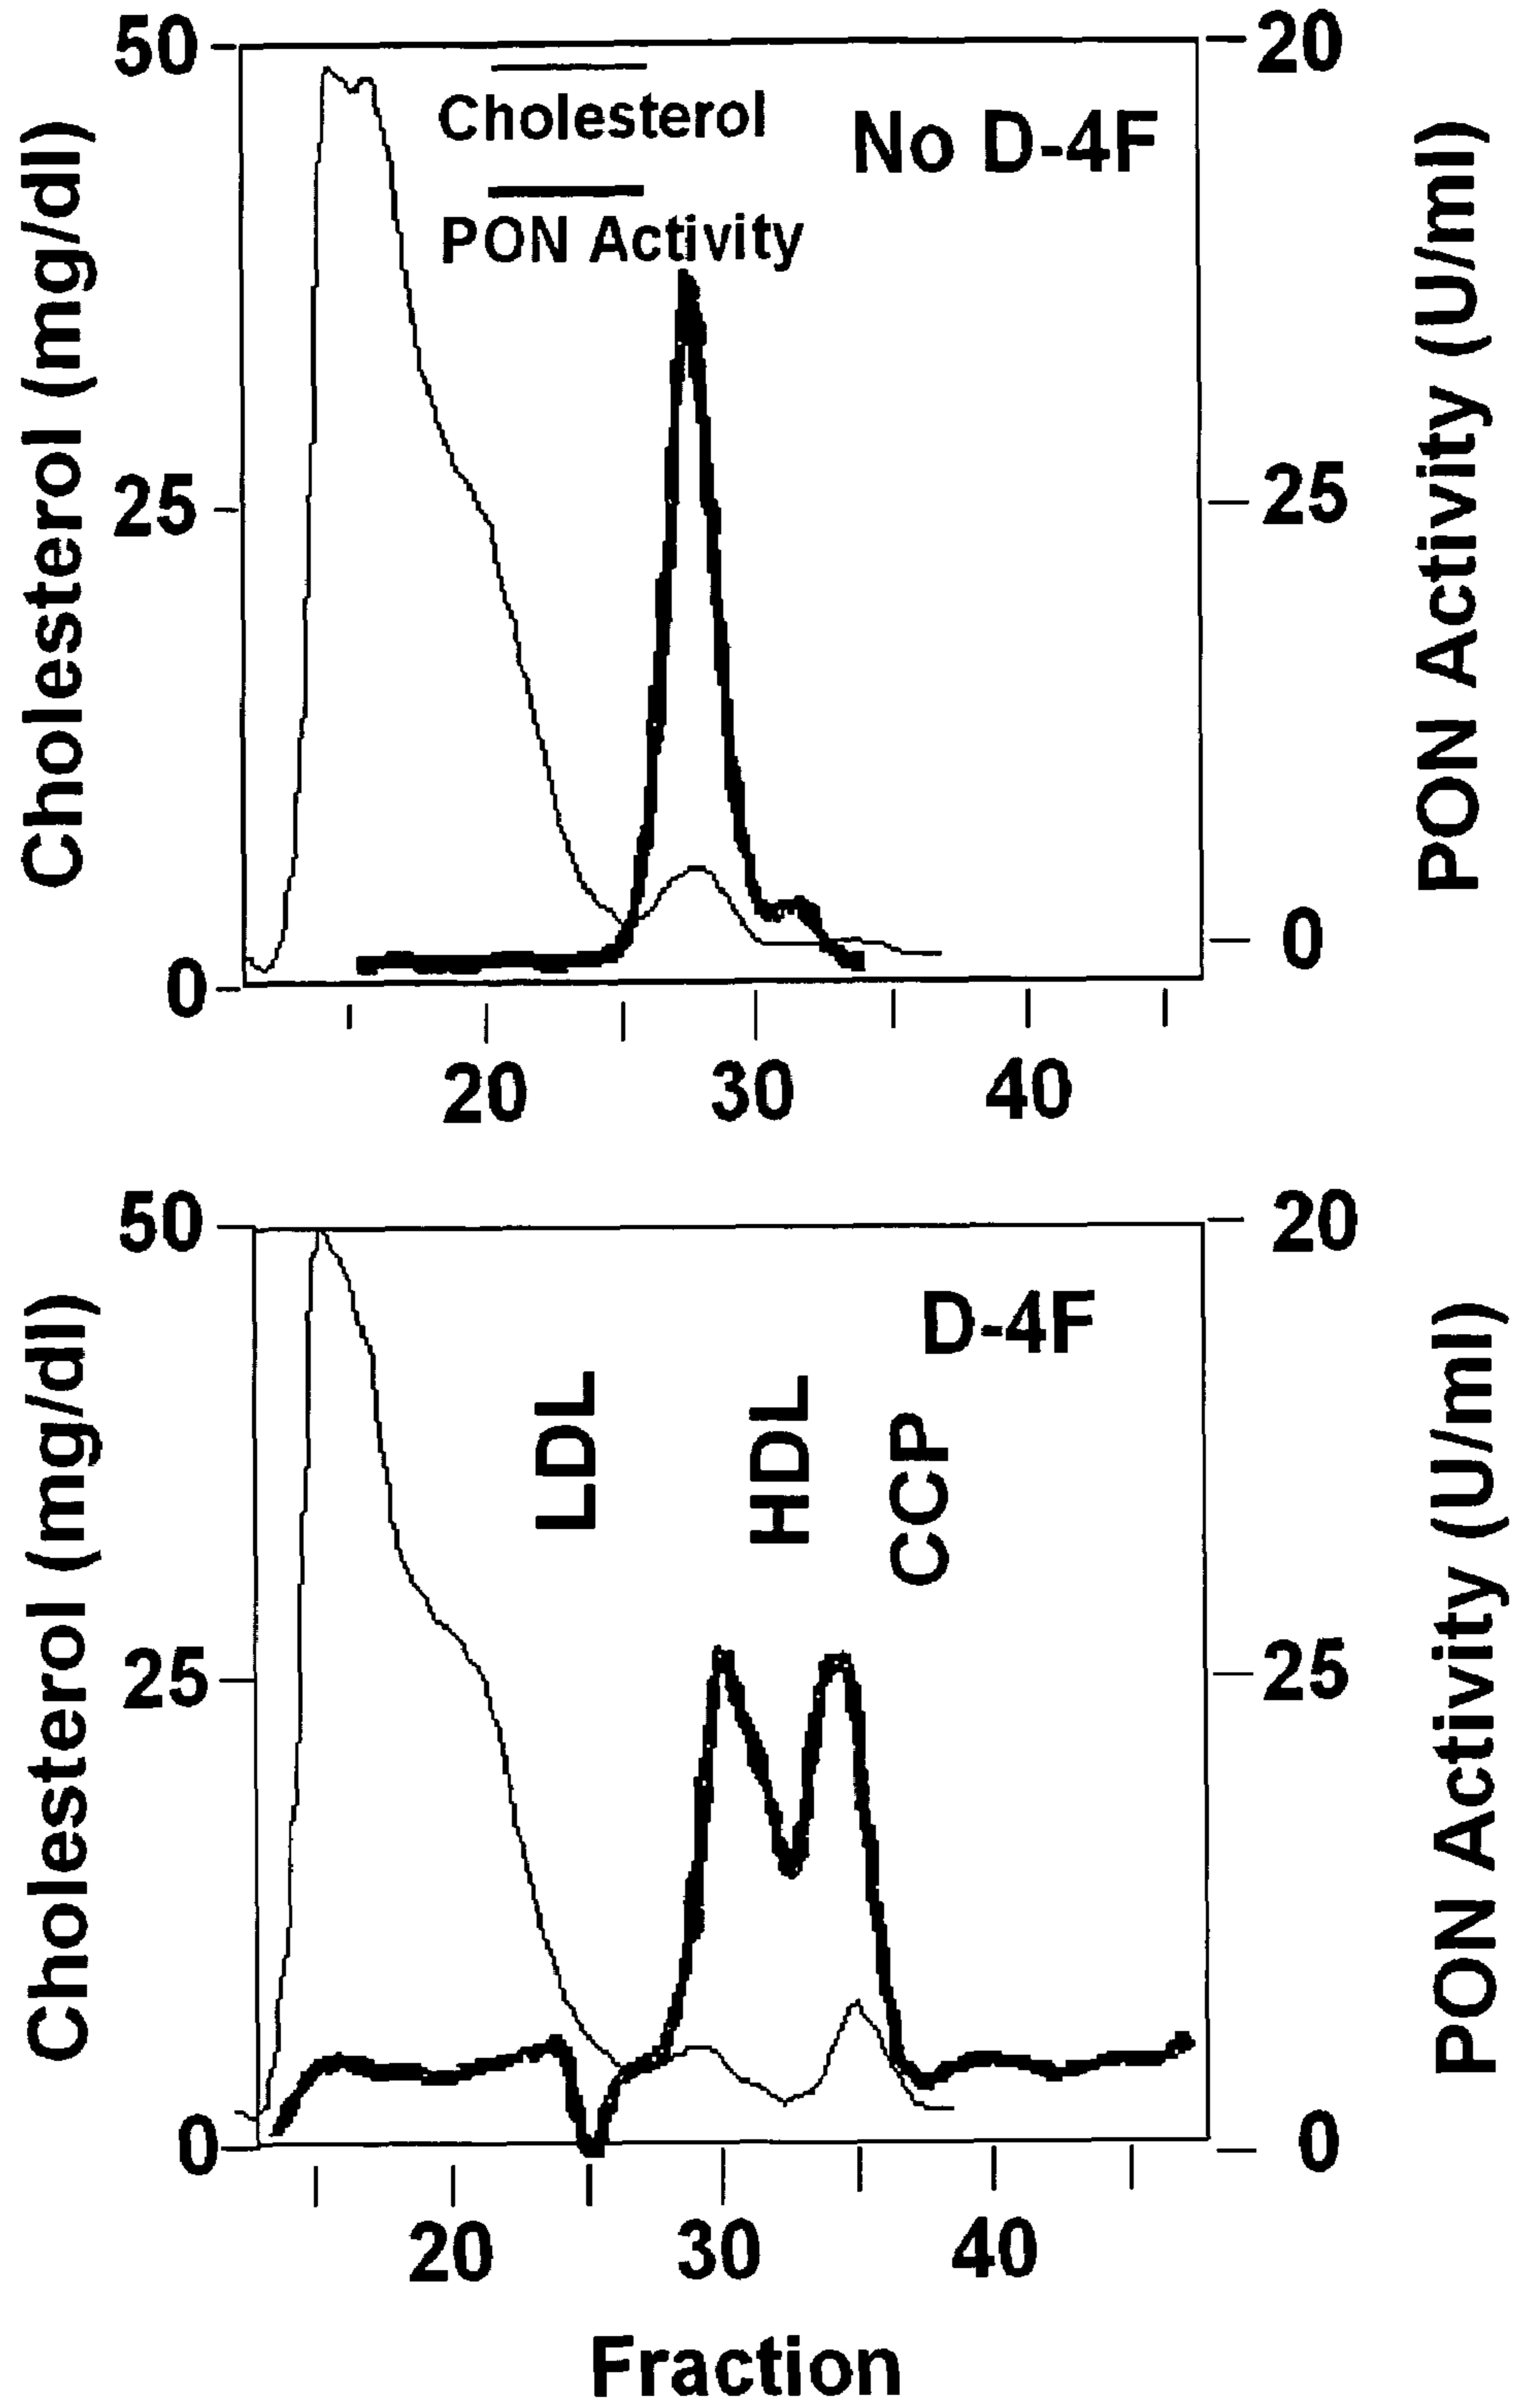 50
20
Cholesterol
No D-4F
PON Activity
Cholesterol (mg/dl)
PON Activity (U/ml)
25
25
0
0
20
30
40
50
20
D-4F
LDL
HDL
CCP
Cholesterol (mg/dl)
PON Activity (U/ml)
25
25
0
0
20
30
40
Fraction